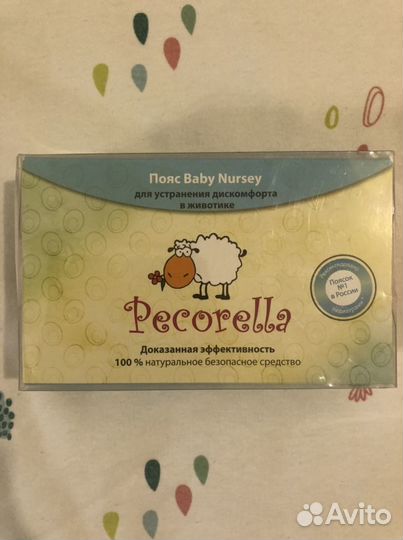 Пояс Baby Nursey
для устранения дискомфорта
в животике
Pecorella
Поясок
№1
в России
Доказанная эффективность
100 % натуральное безопасное средство
Avito